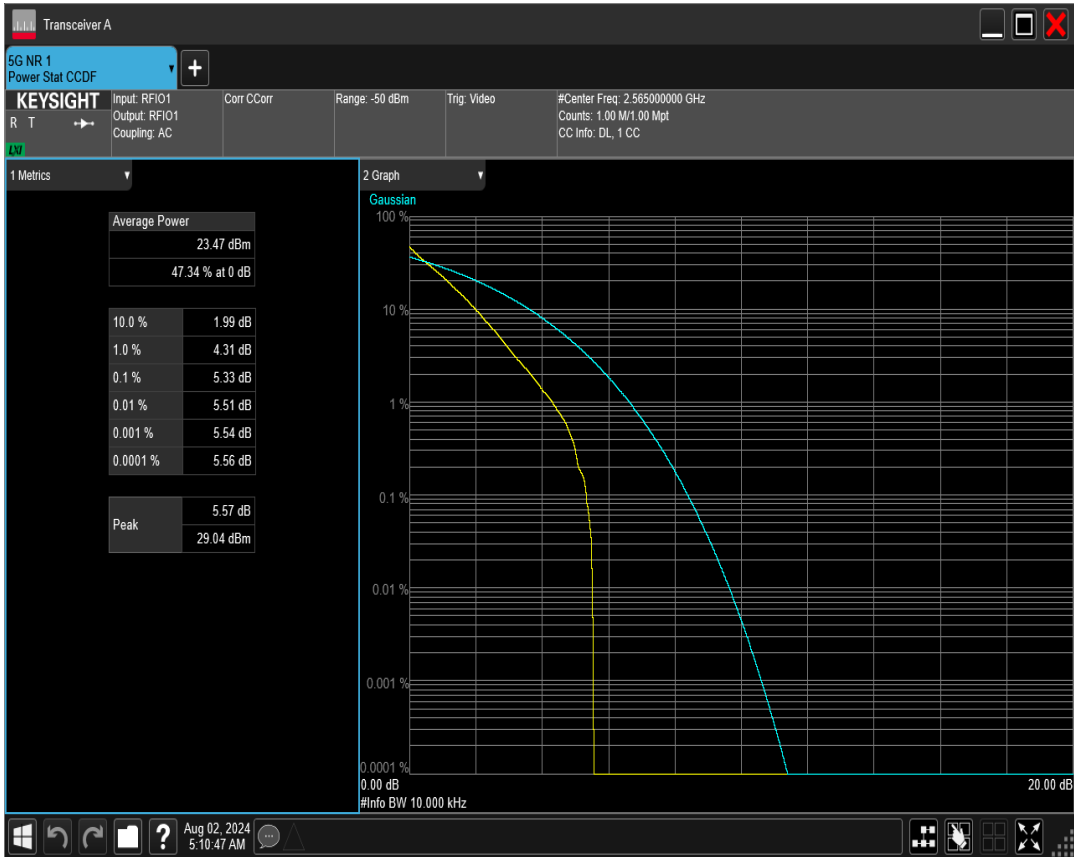 Transceiver A
5G NR 1
Power Stat CCDF
+
KEYSIGHT
R T
LXI
Input: RFIO1
Output: RFIO1
Coupling: AC
Corr CCorr
Range: -50 dBm
Trig: Video
#Center Freq: 2.565000000 GHz
Counts: 1.00 M/1.00 Mpt
CC Info: DL, 1 CC
1 Metrics
Average Power
23.47 dBm
47.34 % at 0 dB
10.0 % 1.99 dB
1.0 % 4.31 dB
0.1 % 5.33 dB
0.01 % 5.51 dB
0.001 % 5.54 dB
0.0001 % 5.56 dB
Peak
5.57 dB
29.04 dBm
2 Graph
Gaussian
100 %
10 %
1 %
0.1 %
0.01 %
0.001 %
0.0001 %
0.00 dB 20.00 dB
#Info BW 10.000 kHz
?
Aug 02, 2024
5:10:47 AM